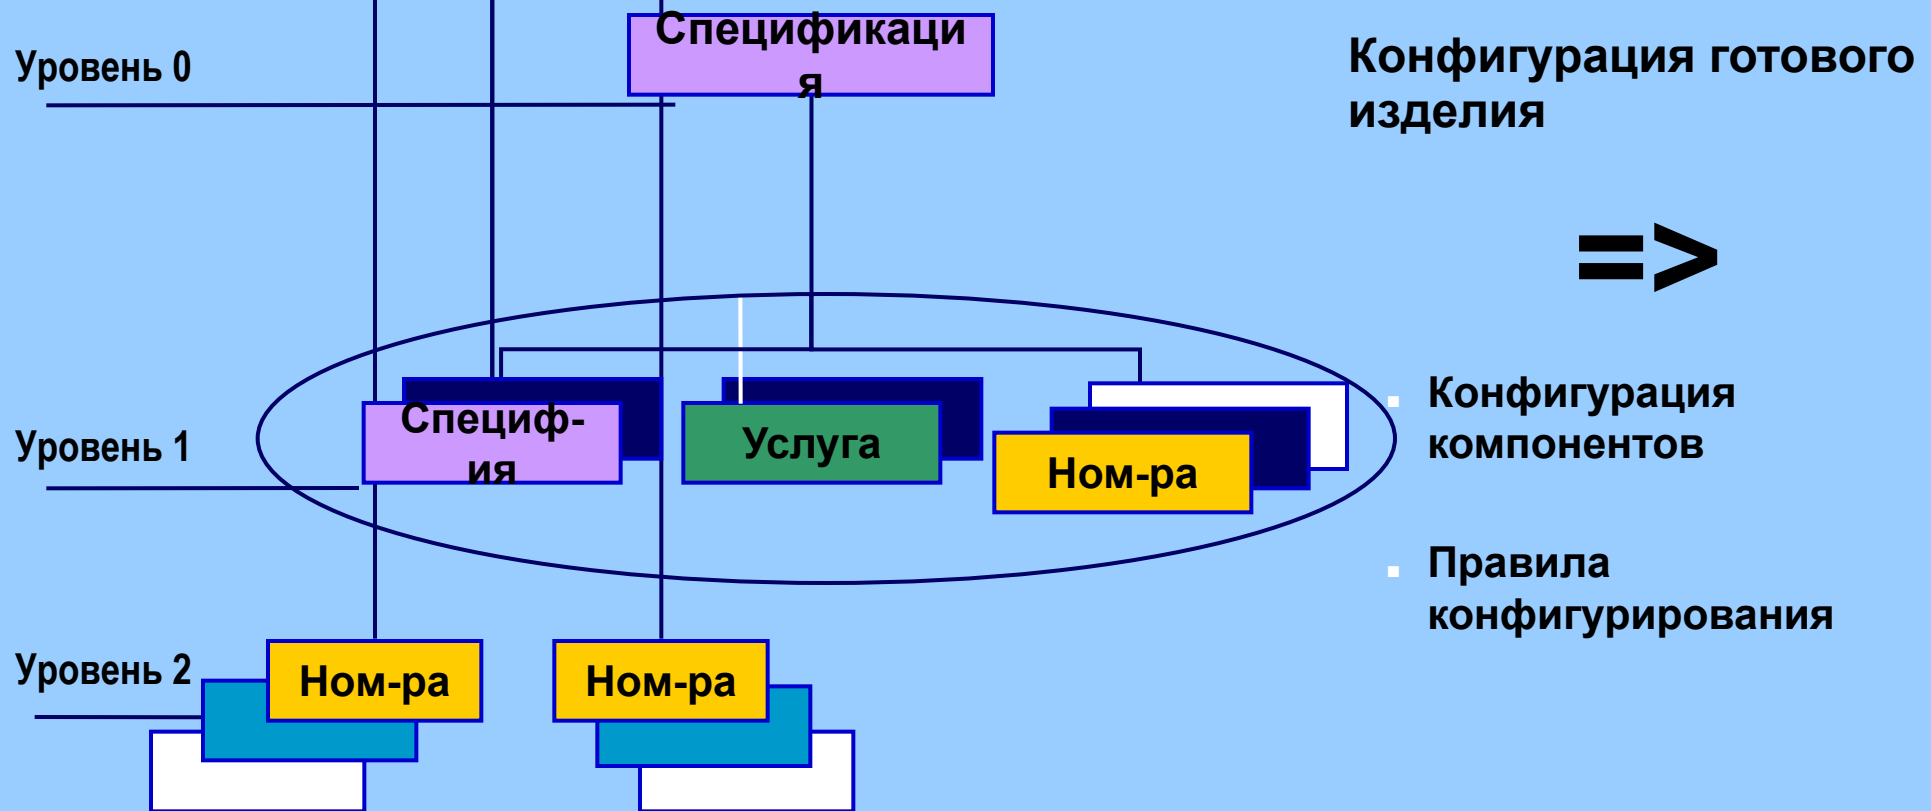 Уровень 0
Спецификаци
я
Конфигурация готового
изделия
=>
Уровень 1
Специф-
ия
Услуга
Ном-ра
Конфигурация
компонентов
Правила
конфигурирования
Уровень 2
Ном-ра
Ном-ра